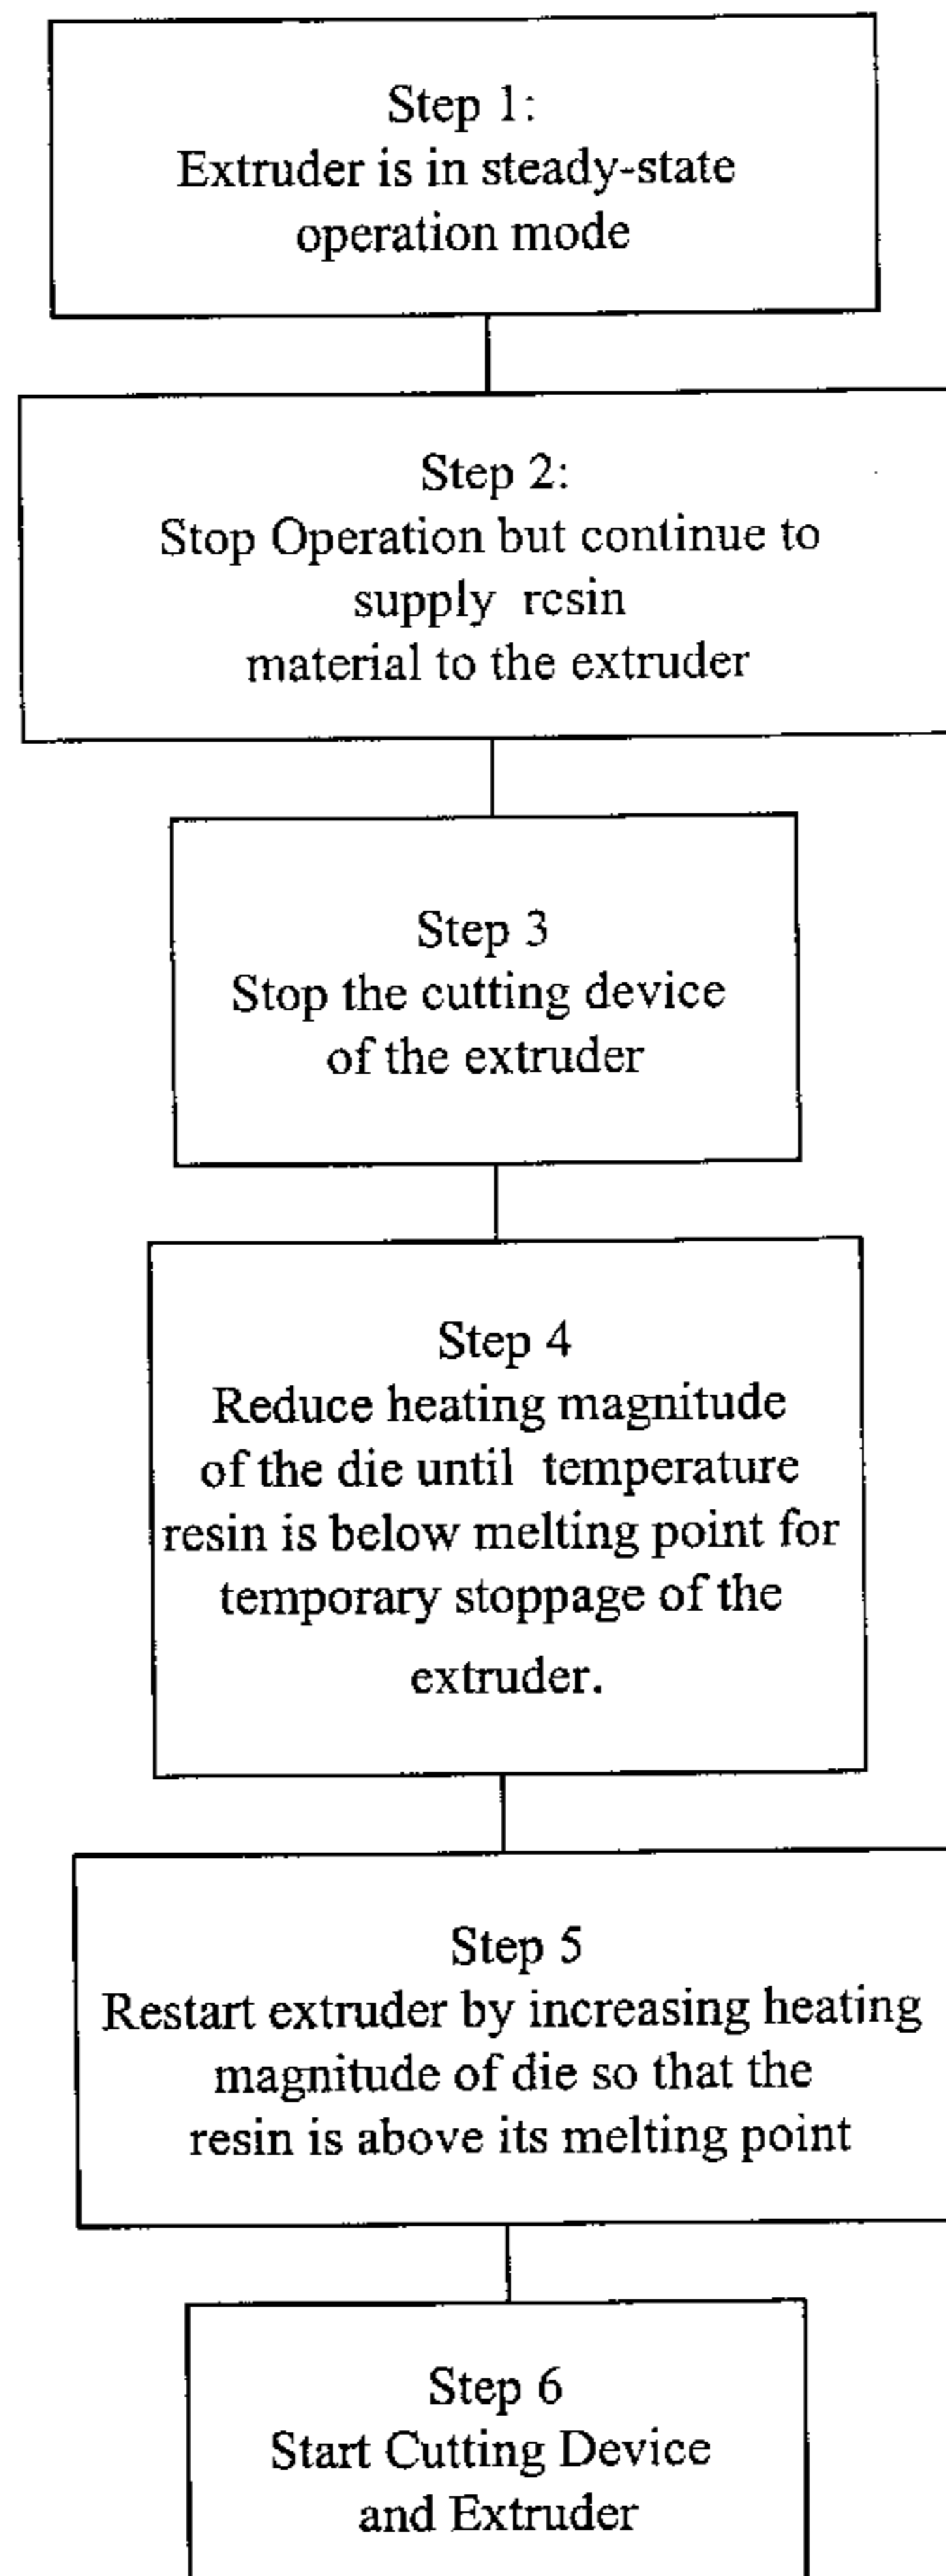 Step 1:
Extruder is in steady-state
operation mode
Step 2:
Stop Operation but continue to
supply resin
material to the extruder
Step 3
Stop the cutting device
of the extruder
Step 4
Reduce heating magnitude
of the die until temperature
resin is below melting point for
temporary stoppage of the
extruder.
Step 5
Restart extruder by increasing heating
magnitude of die so that the
resin is above its melting point
Step 6
Start Cutting Device
and Extruder